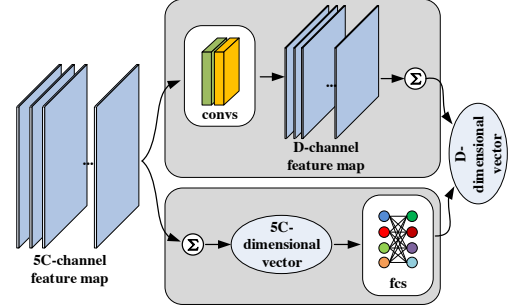 convs
...
Σ
D-channel
feature map
...
5C-channel
feature map
D-
dimensional
vector
Σ
5C-
dimensional
vector
fcs